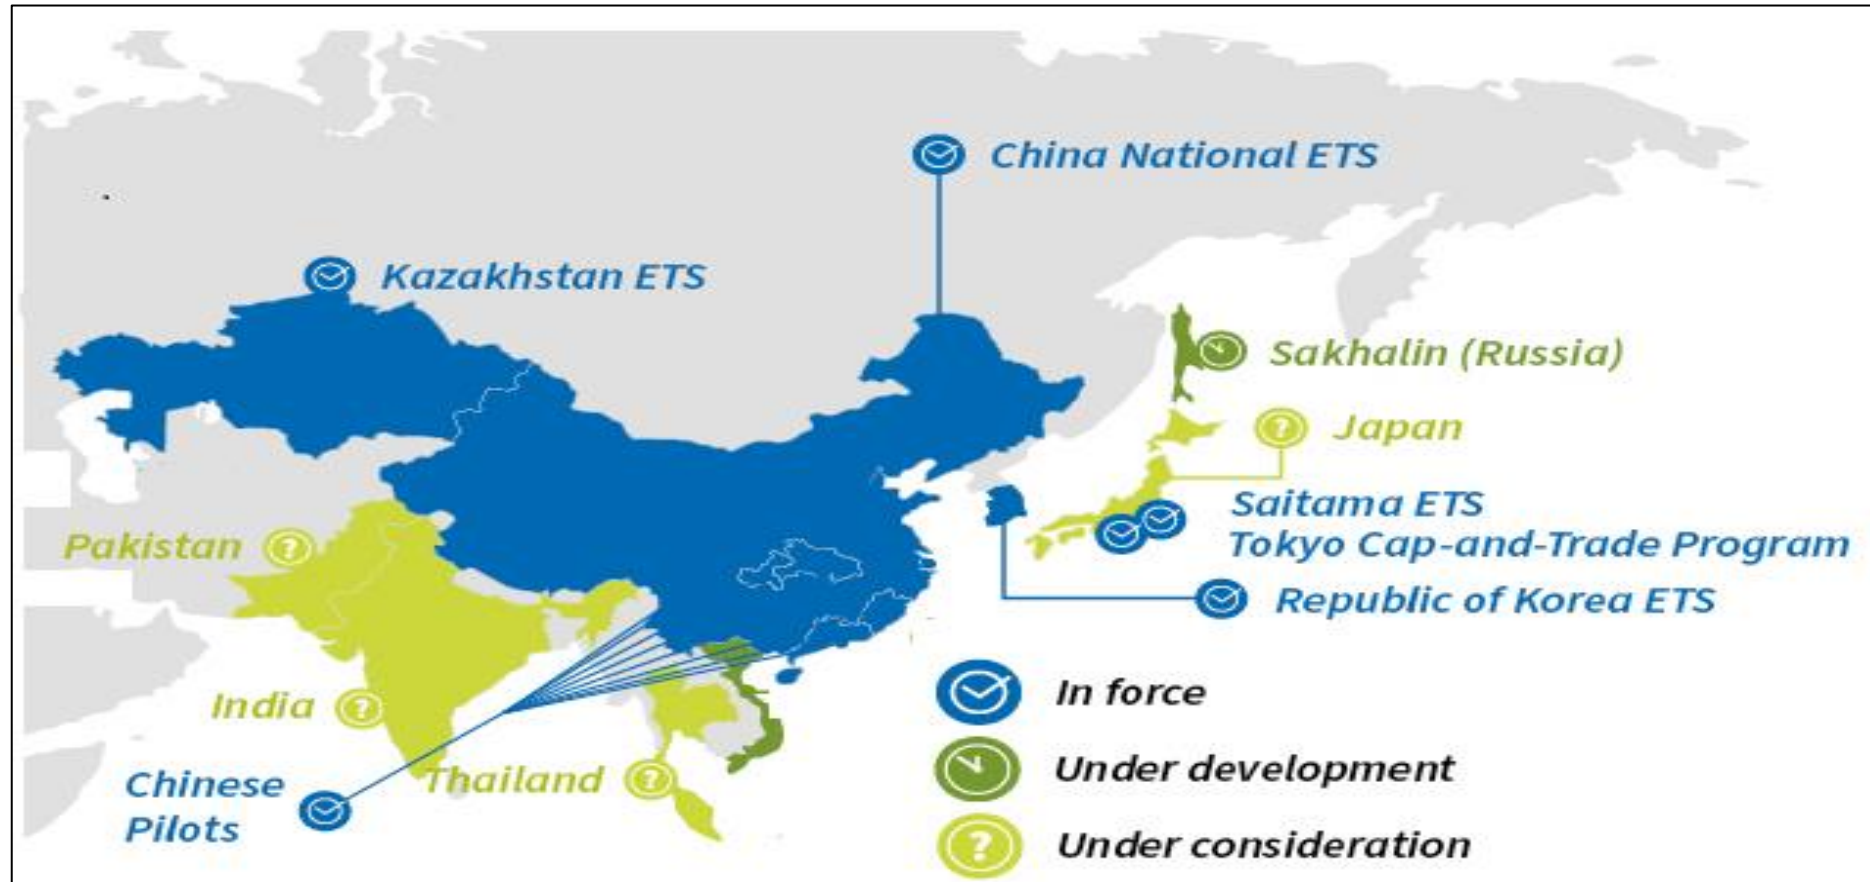 China National ETS
Kazakhstan ETS
Sakhalin (Russia)
Japan
Saitama ETS
Tokyo Cap-and-Trade Program
Pakistan
Republic of Korea ETS
India
In force
Thailand
Under development
Chinese
Pilots
Under consideration